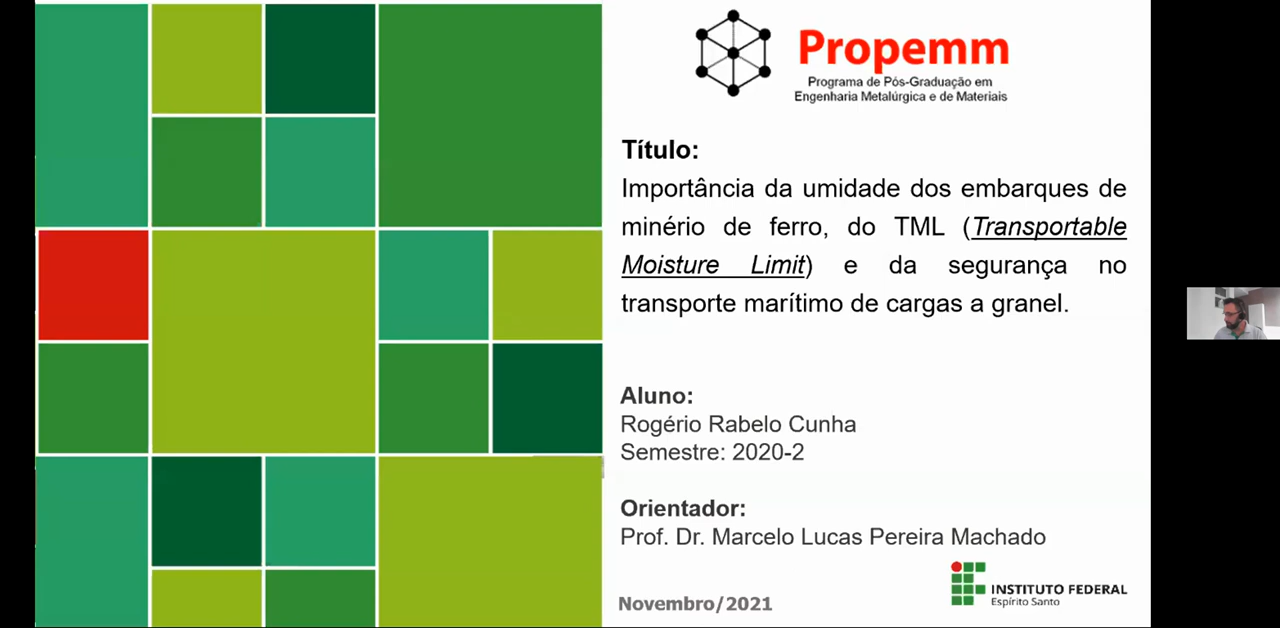 Propemm
Programa de Pós-Graduação em
Engenharia Metalúrgica e de Materiais
Título:
Importância da umidade dos embarques de
minério de ferro, do TML (Transportable
Moisture Limit) e da segurança no
transporte marítimo de cargas a granel.
Aluno:
Rogério Rabelo Cunha
Semestre: 2020-2
Orientador:
Prof. Dr. Marcelo Lucas Pereira Machado
INSTITUTO FEDERAL
Espírito Santo
Novembro/2021